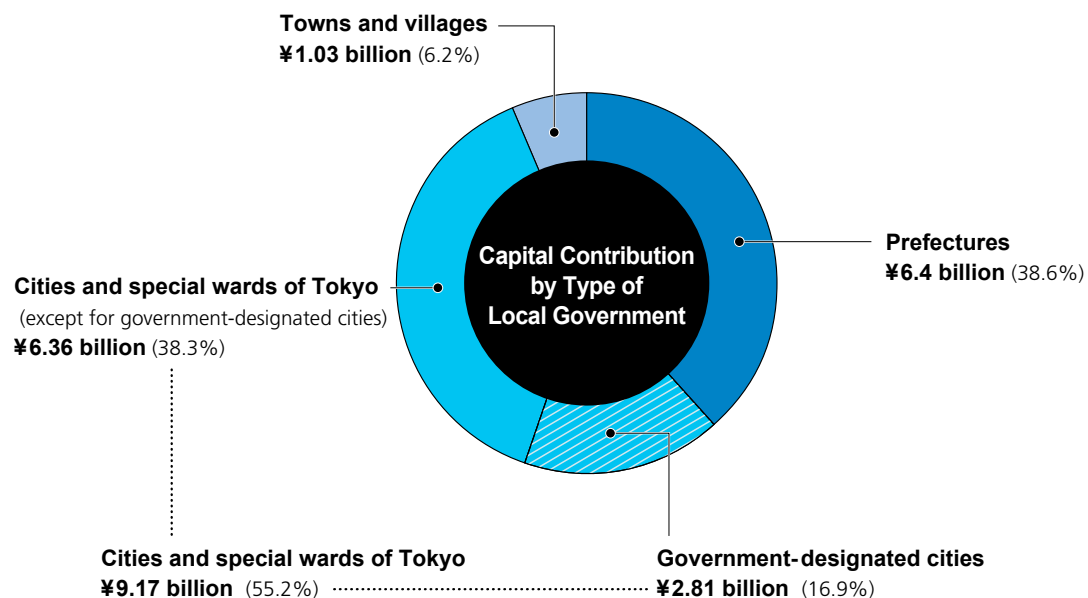 Towns and villages
¥1.03 billion (6.2%)
Capital Contribution
by Type of
Local Government
Prefectures
¥6.4 billion (38.6%)
Cities and special wards of Tokyo
(except for government-designated cities)
¥6.36 billion (38.3%)
Cities and special wards of Tokyo
¥9.17 billion (55.2%)
Government-designated cities
¥2.81 billion (16.9%)